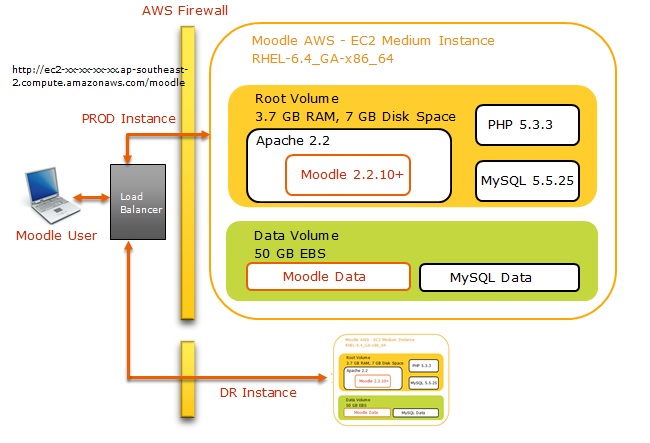 AWS Firewall
http://ec2-xx-xx-xx-xx.ap-southeast-
2.compute.amazonaws.com/moodle
PROD Instance
Load
Balancer
Moodle User
Moodle AWS - EC2 Medium Instance
RHEL-6.4_GA-x86_64
Root Volume
3.7 GB RAM, 7 GB Disk Space
Apache 2.2
Moodle 2.2.10+
PHP 5.3.3
MySQL 5.5.25
Data Volume
50 GB EBS
Moodle Data
MySQL Data
DR Instance
Moodle AWS - EC2 Medium Instance
RHEL-6.4_GA-x86_64
Root Volume
3.7 GB RAM, 7 GB Disk Space
Apache 2.2
Moodle 2.2.10+
PHP 5.3.3
MySQL 5.5.25
Data Volume
50 GB EBS
Moodle Data
MySQL Data